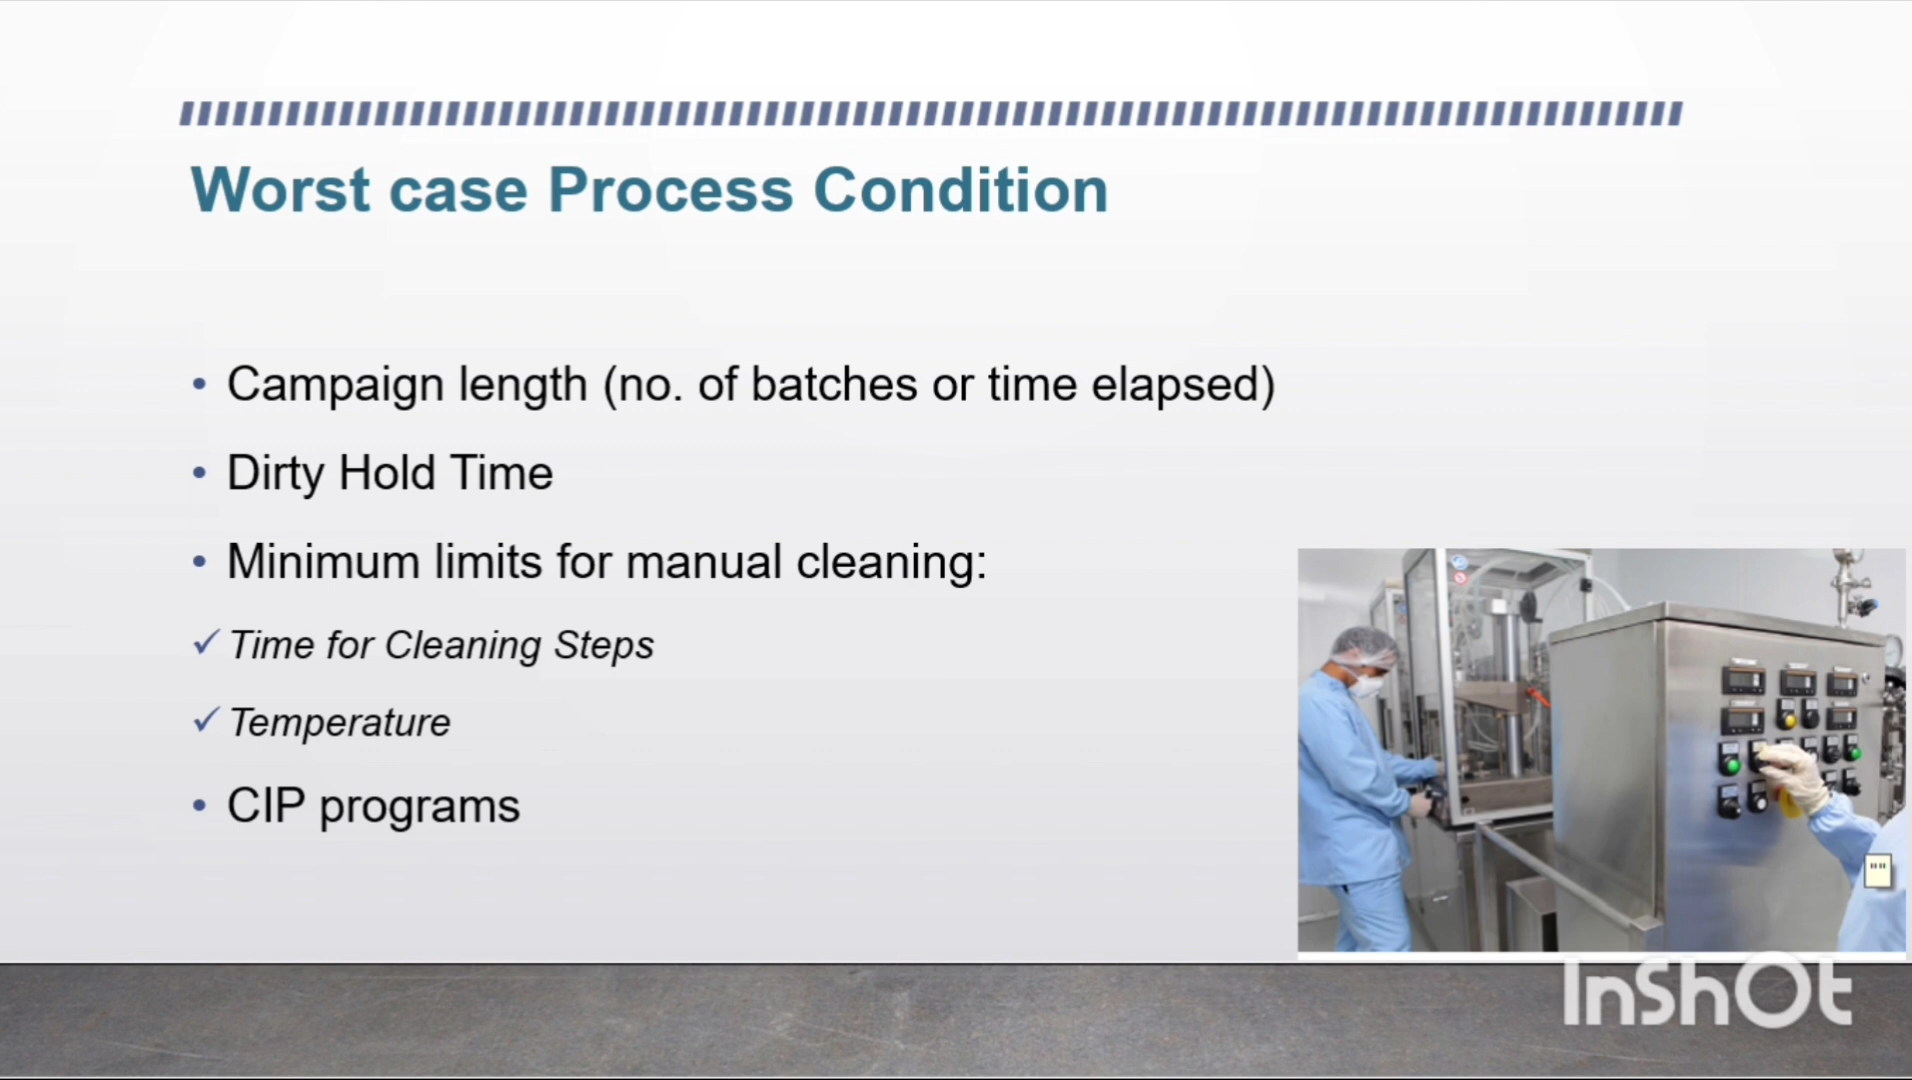 Worst case Process Condition
• Campaign length (no. of batches or time elapsed)
• Dirty Hold Time
• Minimum limits for manual cleaning:
✓ Time for Cleaning Steps
✓ Temperature
• CIP programs
InShOt